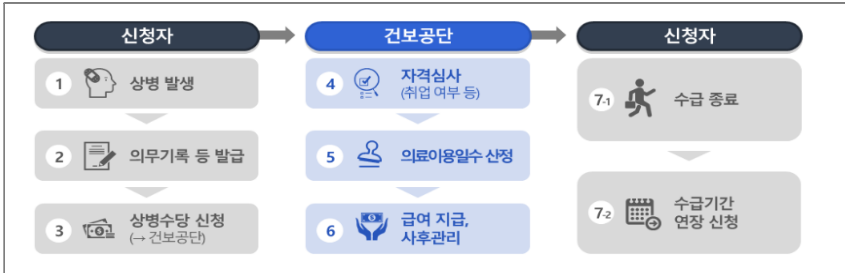 신청자
건보공단
신청자
1 상병 발생
2 의무기록 등 발급
3 상병수당 신청
(→ 건보공단)
4 자격심사
(취업 여부 등)
5 의료이용일수 산정
6 급여 지급,
사후관리
7-1 수급 종료
7-2 수급기간
연장 신청